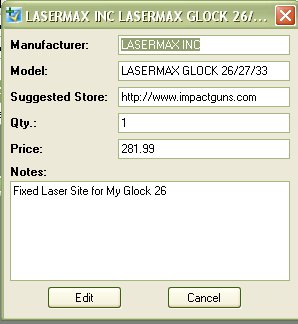 LASERMAX INC LASERMAX GLOCK 26/...
Manufacturer: LASERMAX INC
Model: LASERMAX GLOCK 26/27/33
Suggested Store: http://www.impactguns.com
Qty.: 1
Price: 281.99
Notes:
Fixed Laser Site for My Glock 26
Edit Cancel